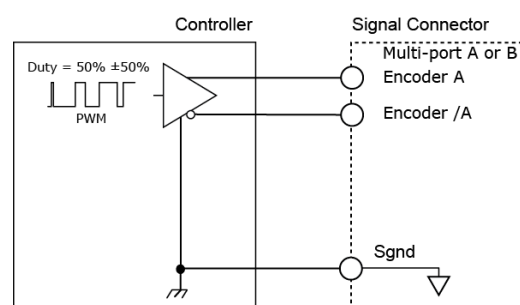 Controller
Signal Connector
Duty = 50% ±50%
PWM
Multi-port A or B
Encoder A
Encoder /A
Sgnd